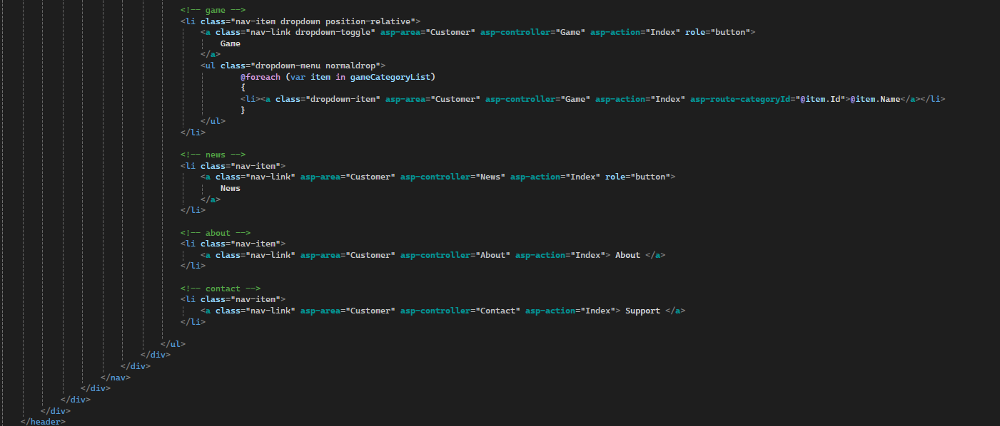 <!-- game -->
<li class="nav-item dropdown position-relative">
<a class="nav-link dropdown-toggle" asp-area="Customer" asp-controller="Game" asp-action="Index" role="button">
Game
</a>
<ul class="dropdown-menu normaldrop">
@foreach (var item in gameCategoryList)
{
<li><a class="dropdown-item" asp-area="Customer" asp-controller="Game" asp-action="Index" asp-route-categoryId="@item.Id">@item.Name</a></li>
}
</ul>
</li>
<!-- news -->
<li class="nav-item">
<a class="nav-link" asp-area="Customer" asp-controller="News" asp-action="Index" role="button">
News
</a>
</li>
<!-- about -->
<li class="nav-item">
<a class="nav-link" asp-area="Customer" asp-controller="About" asp-action="Index"> About </a>
</li>
<!-- contact -->
<li class="nav-item">
<a class="nav-link" asp-area="Customer" asp-controller="Contact" asp-action="Index"> Support </a>
</li>
</ul>
</div>
</div>
</nav>
</div>
</div>
</div>
</header>